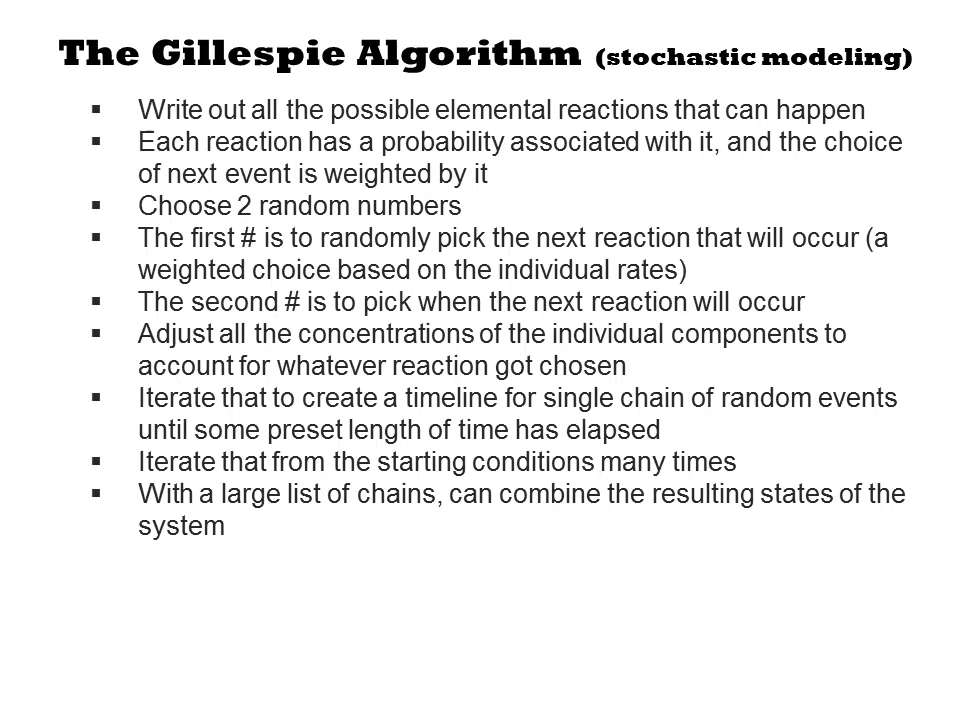 The Gillespie Algorithm (stochastic modeling)
▪ Write out all the possible elemental reactions that can happen
▪ Each reaction has a probability associated with it, and the choice
of next event is weighted by it
▪ Choose 2 random numbers
▪ The first # is to randomly pick the next reaction that will occur (a
weighted choice based on the individual rates)
▪ The second # is to pick when the next reaction will occur
▪ Adjust all the concentrations of the individual components to
account for whatever reaction got chosen
▪ Iterate that to create a timeline for single chain of random events
until some preset length of time has elapsed
▪ Iterate that from the starting conditions many times
▪ With a large list of chains, can combine the resulting states of the
system